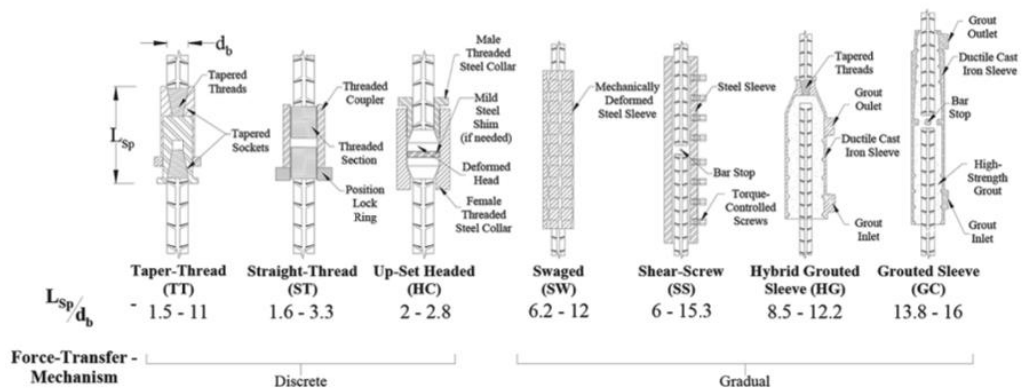 d_b
L_Sp
Tapered
Threads
Tapered
Sockets
Threaded
Coupler
Threaded
Section
Position
Lock
Ring
Male
Threaded
Steel Collar
Mild
Steel
Shim
(if needed)
Deformed
Head
Female
Threaded
Steel Collar
Mechanically
Deformed
Steel Sleeve
Steel Sleeve
Bar Stop
Torque-
Controlled
Screws
Tapered
Threads
Grout
Oulet
Ductile Cast
Iron Sleeve
Grout
Inlet
Grout
Outlet
Ductile Cast
Iron Sleeve
Bar
Stop
High-
Strength
Grout
Grout
Inlet
Taper-Thread
(TT)
Straight-Thread
(ST)
Up-Set Headed
(HC)
Swaged
(SW)
Shear-Screw
(SS)
Hybrid Grouted
Sleeve (HG)
Grouted Sleeve
(GC)
L_Sp/d_b - 1.5 - 11 1.6 - 3.3 2 - 2.8 6.2 - 12 6 - 15.3 8.5 - 12.2 13.8 - 16
Force-Transfer -
Mechanism
Discrete
Gradual